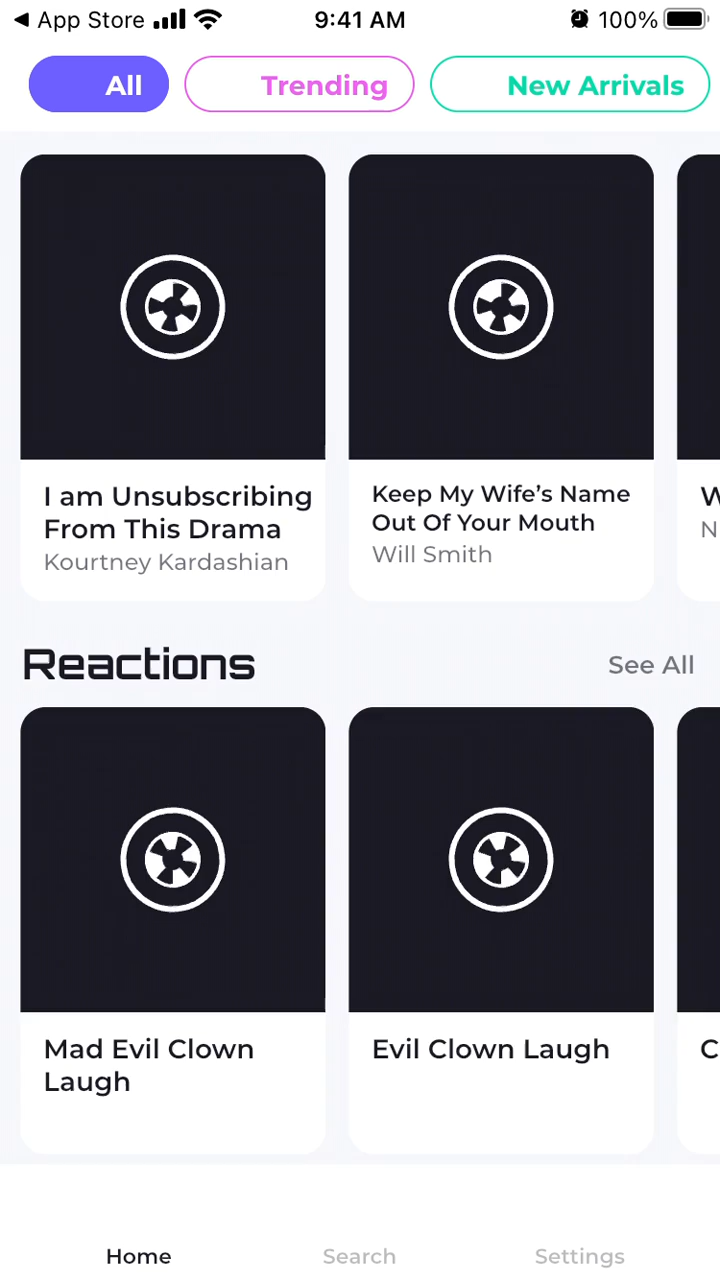 App Store 9:41 AM 100%
All Trending New Arrivals
I am Unsubscribing
From This Drama
Kourtney Kardashian
Keep My Wife’s Name
Out Of Your Mouth
Will Smith
W
N
Reactions See All
Mad Evil Clown
Laugh
Evil Clown Laugh
C
Home Search Settings